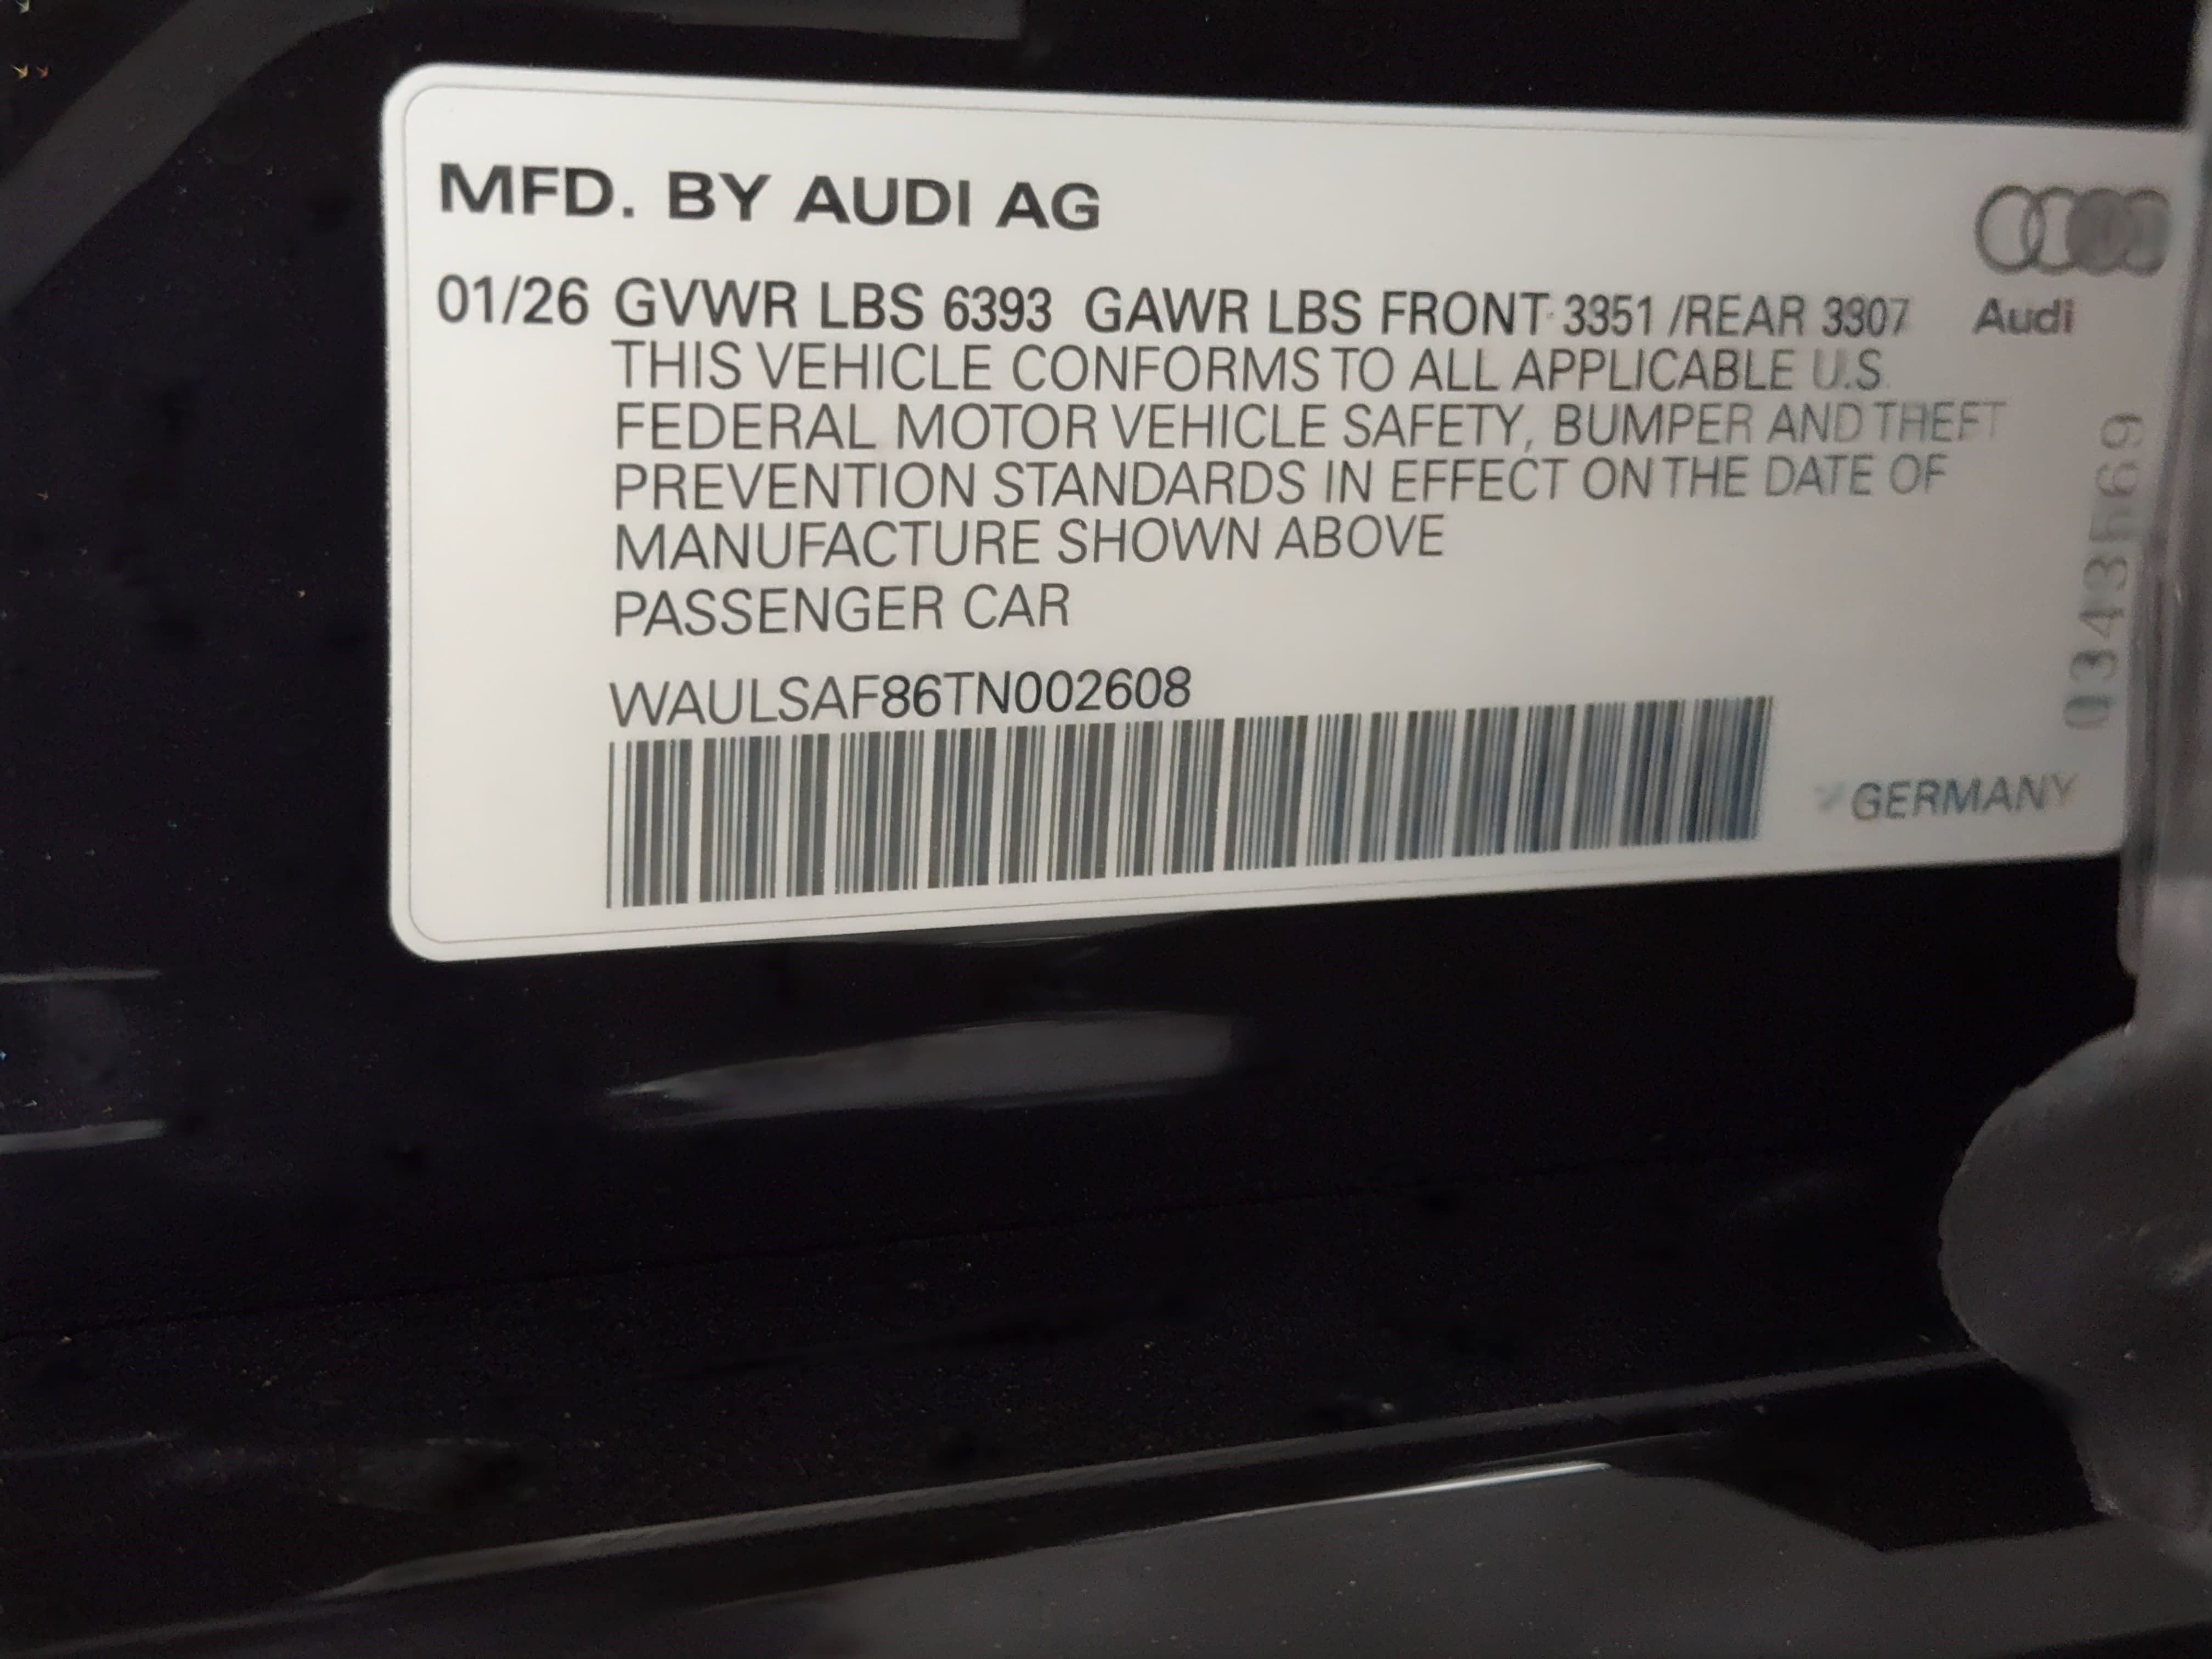 MFD. BY AUDI AG
01/26 GVWR LBS 6393 GAWR LBS FRONT 3351 /REAR 3307
Audi
THIS VEHICLE CONFORMS TO ALL APPLICABLE U.S.
FEDERAL MOTOR VEHICLE SAFETY, BUMPER AND THEFT
PREVENTION STANDARDS IN EFFECT ON THE DATE OF
MANUFACTURE SHOWN ABOVE
PASSENGER CAR
WAULSAF86TN002608
GERMANY